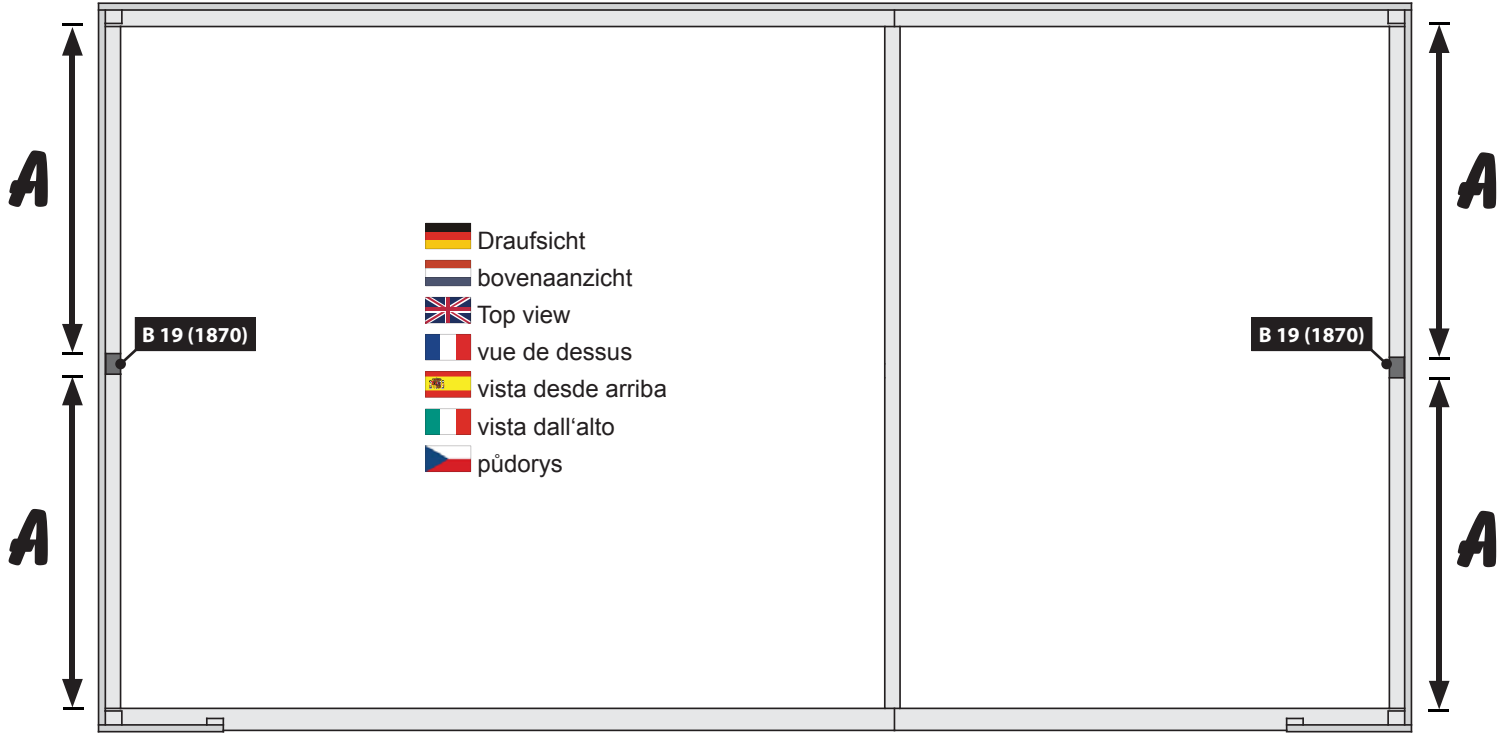 A
A
Draufsicht
bovenaanzicht
Top view
B 19 (1870)
B 19 (1870)
vue de dessus
vista desde arriba
vista dall‘alto
půdorys
A
A